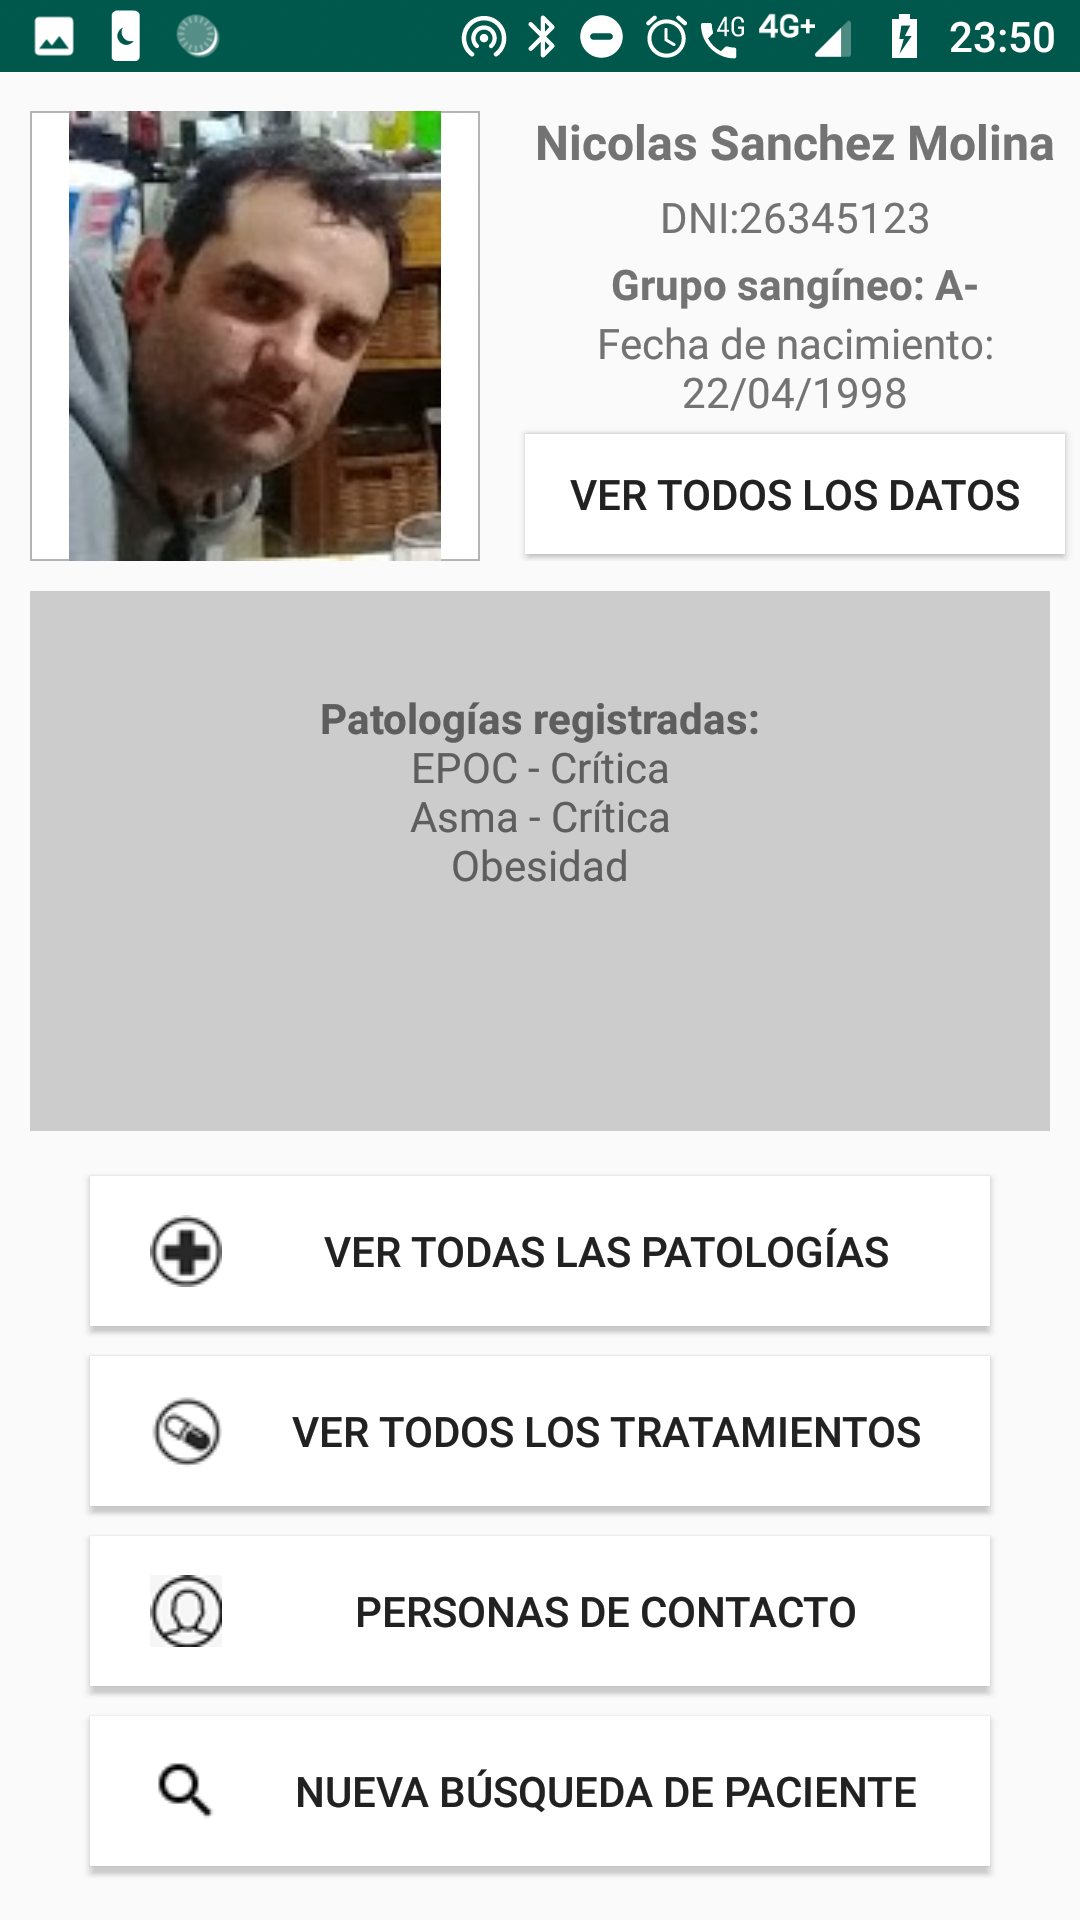 4G 4G+ 23:50
Nicolas Sanchez Molina
DNI:26345123
Grupo sangíneo: A-
Fecha de nacimiento:
22/04/1998
VER TODOS LOS DATOS
Patologías registradas:
EPOC - Crítica
Asma - Crítica
Obesidad
VER TODAS LAS PATOLOGÍAS
VER TODOS LOS TRATAMIENTOS
PERSONAS DE CONTACTO
NUEVA BÚSQUEDA DE PACIENTE